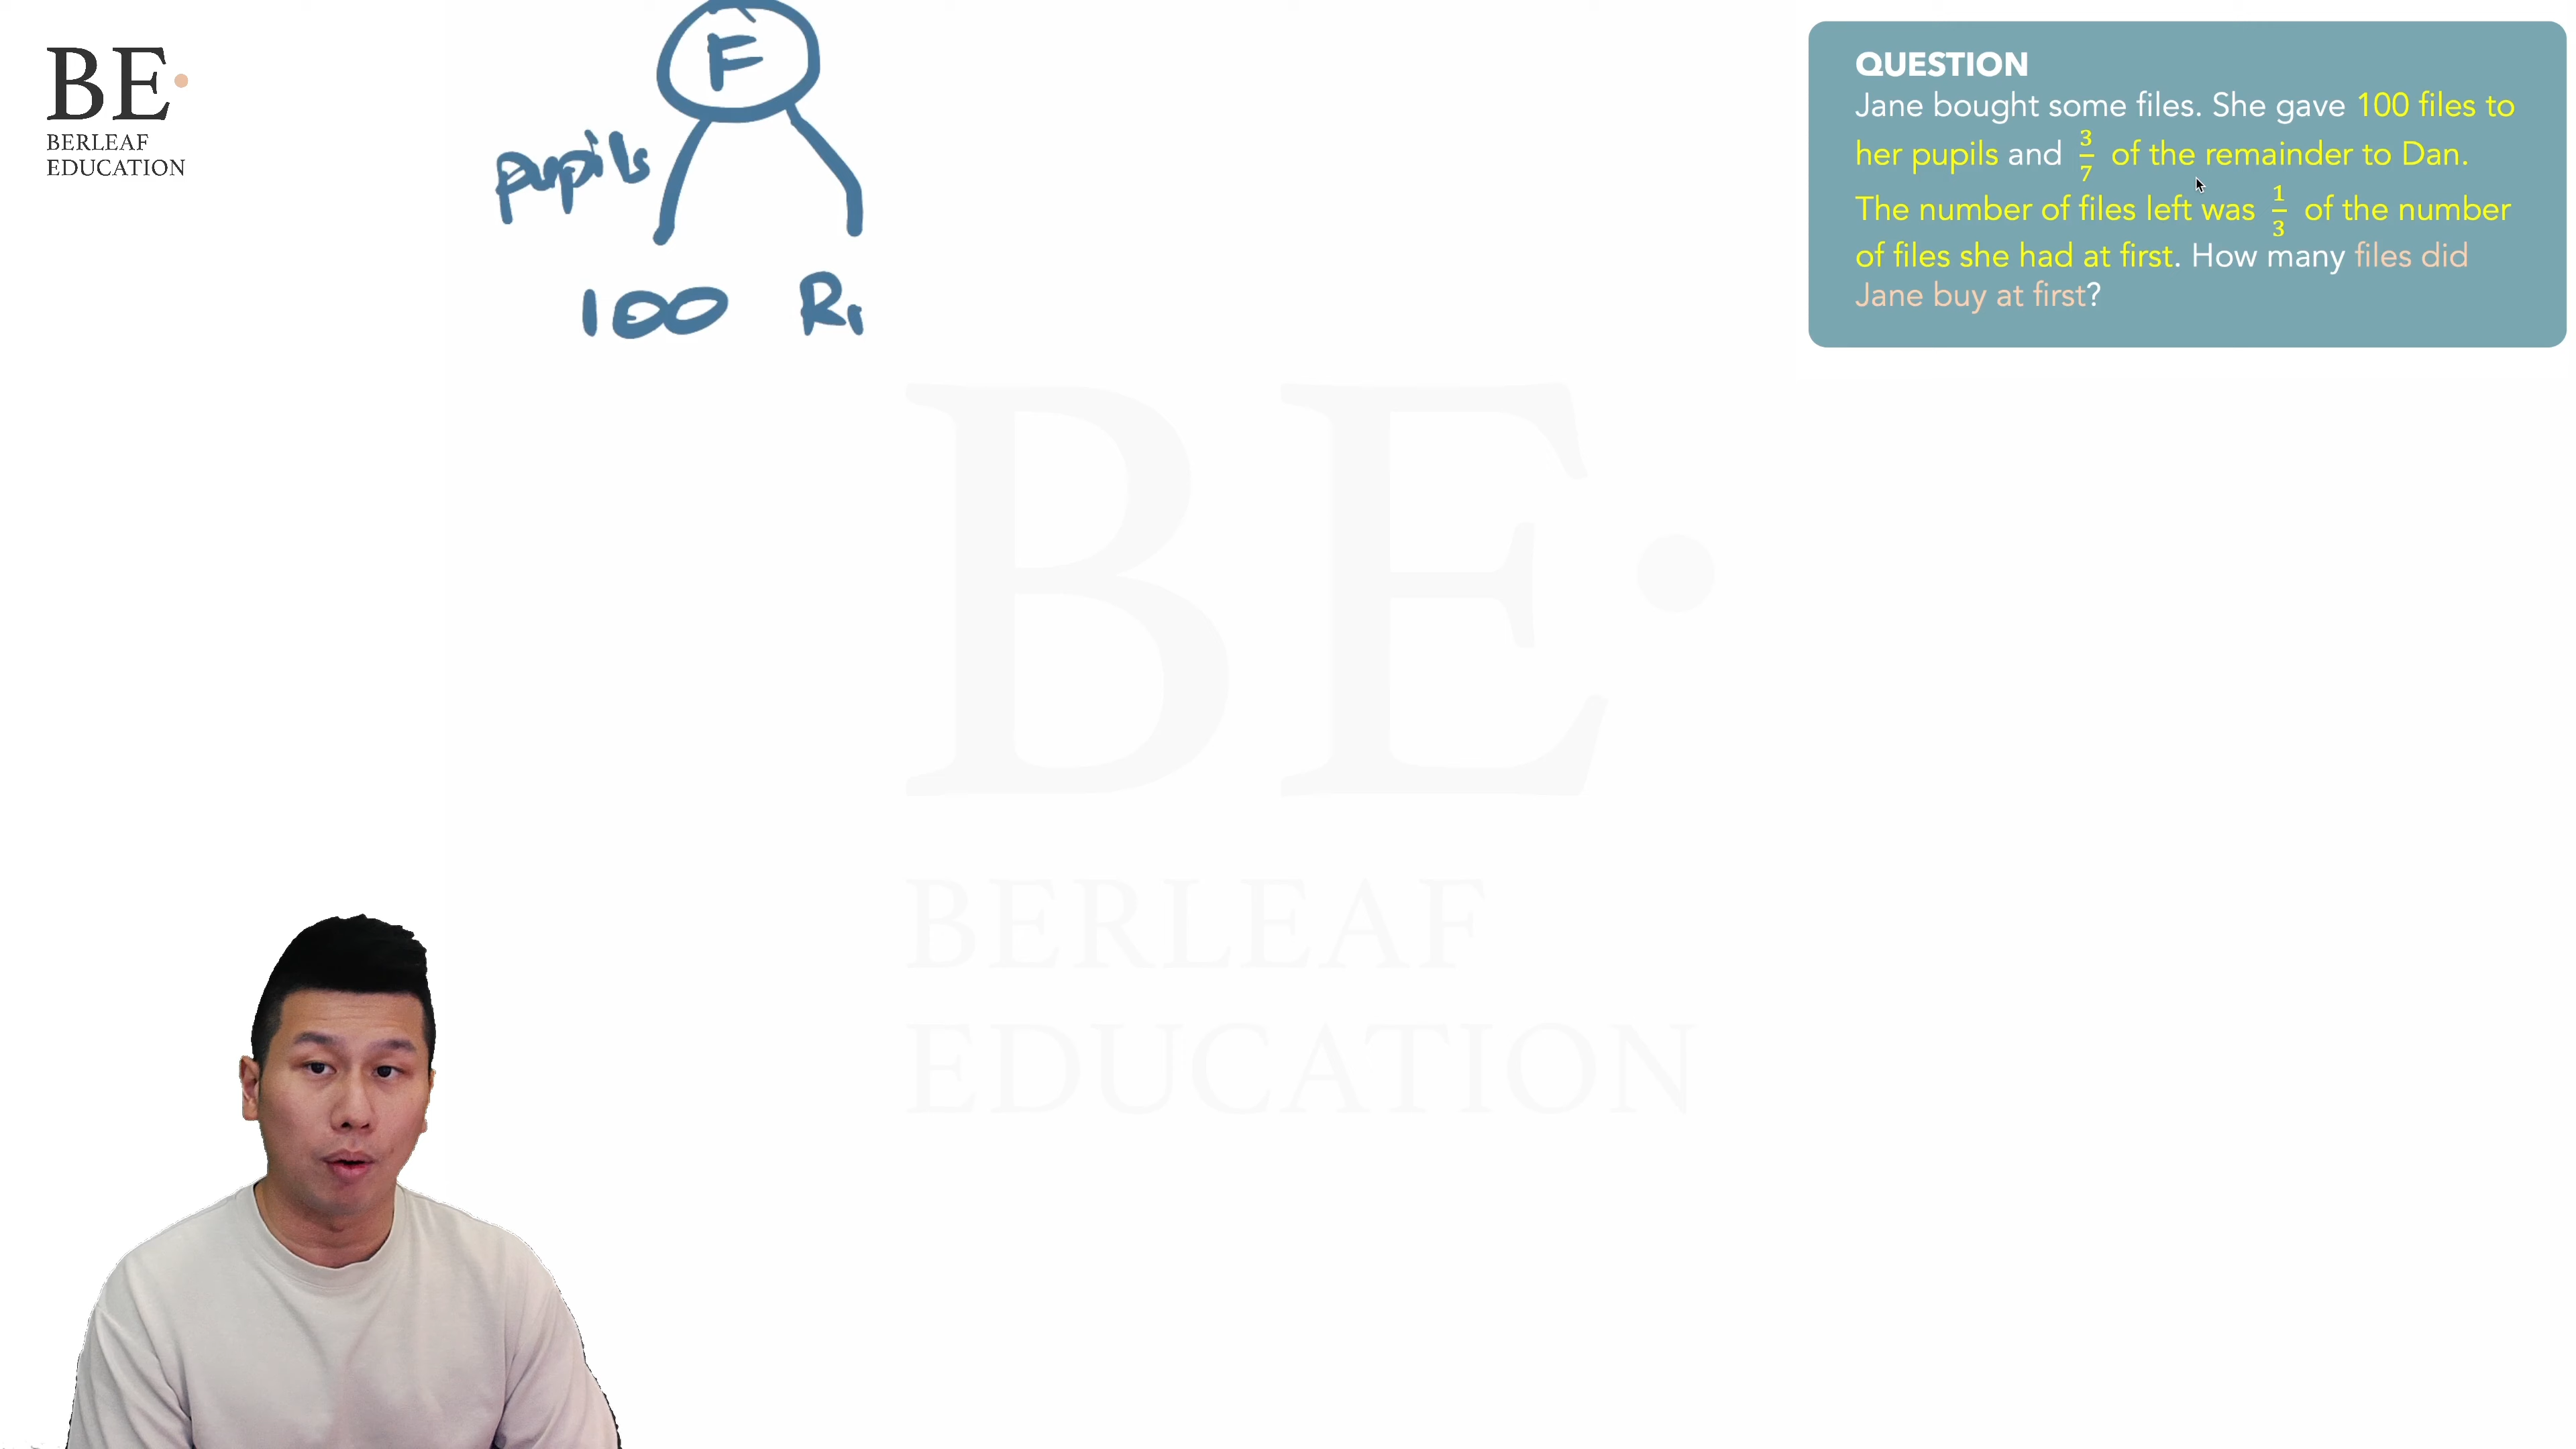 BE
BERLEAF
EDUCATION
F
pupils
100 R1
QUESTION
Jane bought some files. She gave 100 files to
her pupils and 3/7 of the remainder to Dan.
The number of files left was 1/3 of the number
of files she had at first. How many files did
Jane buy at first?
BE
BERLEAF
EDUCATION